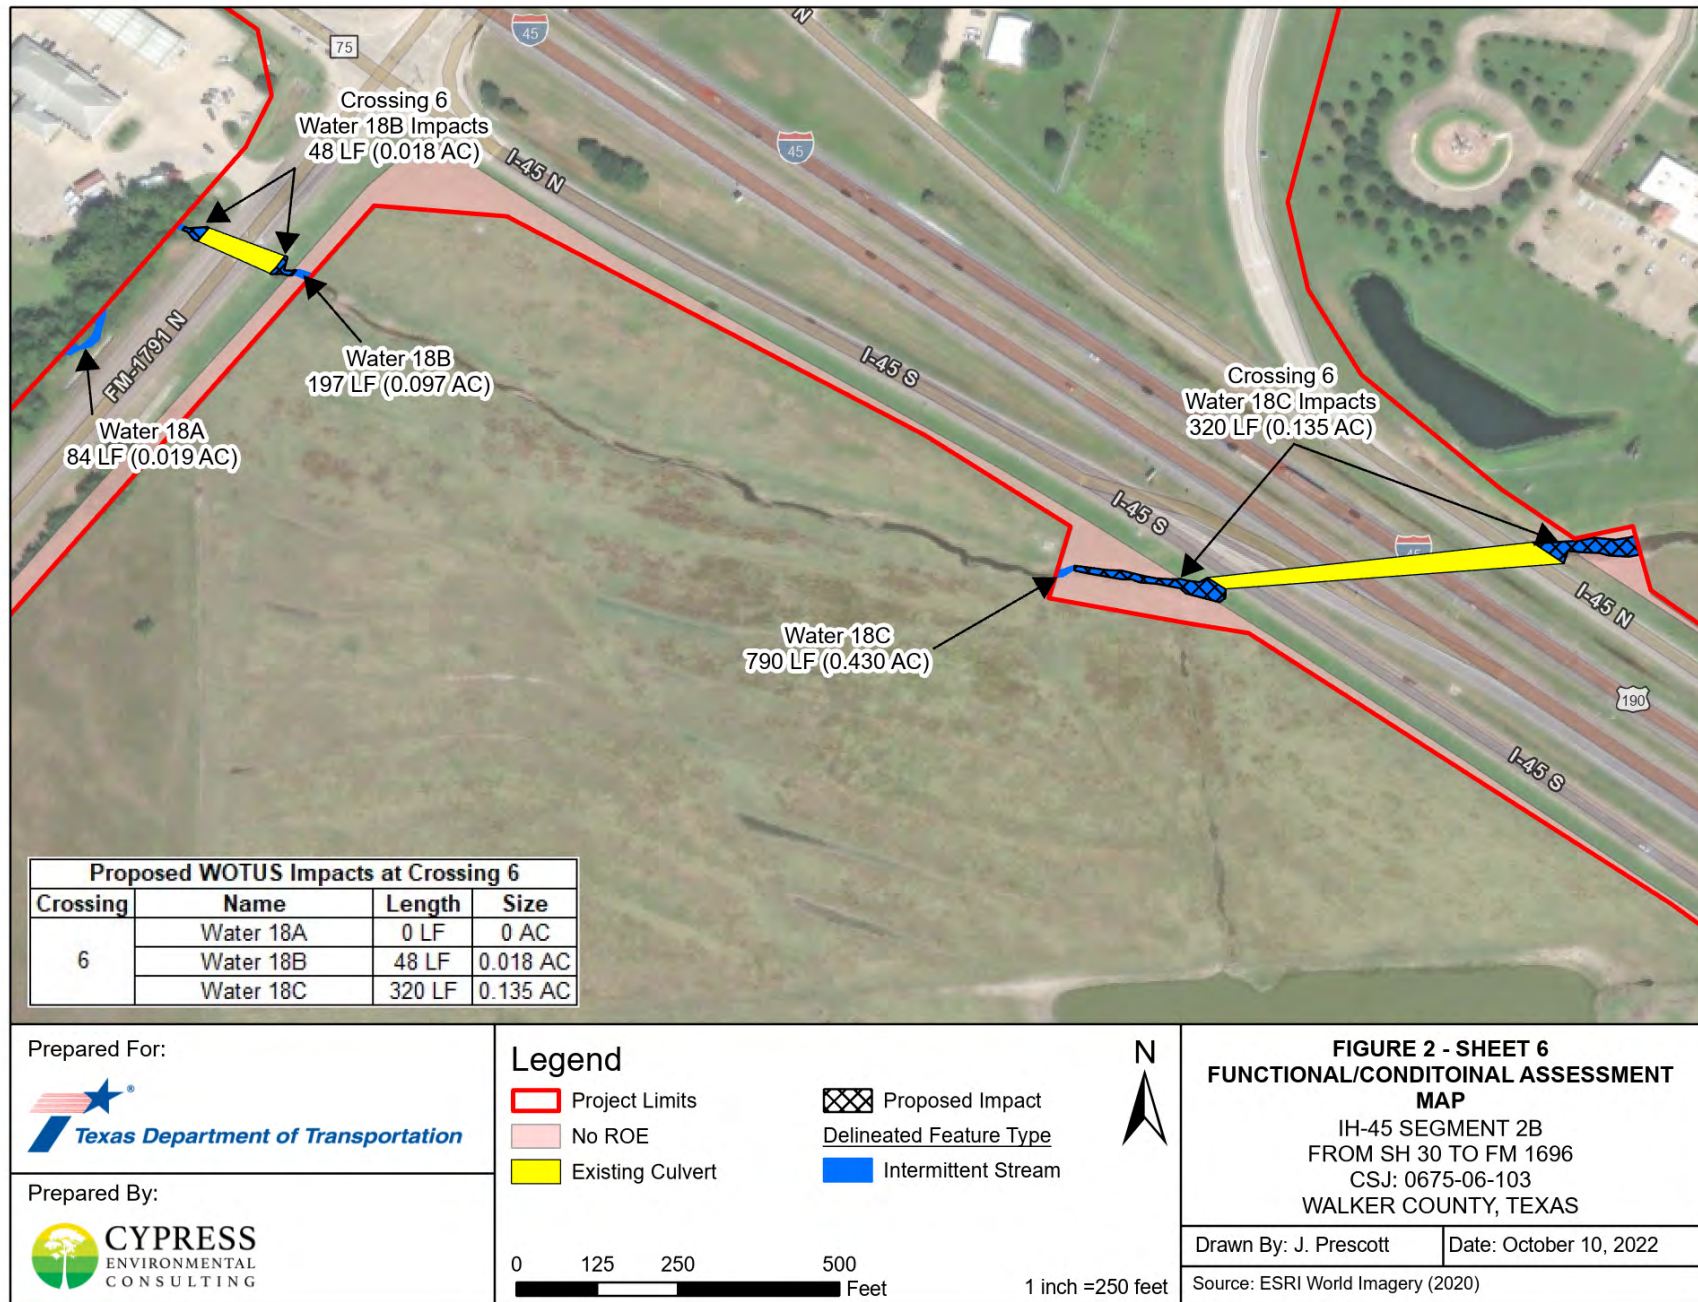 N
45
75
Crossing 6
Water 18B Impacts
48 LF (0.018 AC)
I-45 N
45
FM-1791 N
Water 18B
197 LF (0.097 AC)
Water 18A
84 LF (0.019 AC)
I-45 S
Crossing 6
Water 18C Impacts
320 LF (0.135 AC)
I-45 S
45
I-45 N
Water 18C
790 LF (0.430 AC)
190
I-45 S
Proposed WOTUS Impacts at Crossing 6
Crossing Name Length Size
Water 18A 0 LF 0 AC
6 Water 18B 48 LF 0.018 AC
Water 18C 320 LF 0.135 AC
Prepared For:
®
Texas Department of Transportation
Prepared By:
CYPRESS
ENVIRONMENTAL
CONSULTING
Legend
Project Limits
No ROE
Existing Culvert
Proposed Impact
Delineated Feature Type
Intermittent Stream
N
0 125 250 500
Feet
1 inch =250 feet
FIGURE 2 - SHEET 6
FUNCTIONAL/CONDITOINAL ASSESSMENT
MAP
IH-45 SEGMENT 2B
FROM SH 30 TO FM 1696
CSJ: 0675-06-103
WALKER COUNTY, TEXAS
Drawn By: J. Prescott
Date: October 10, 2022
Source: ESRI World Imagery (2020)